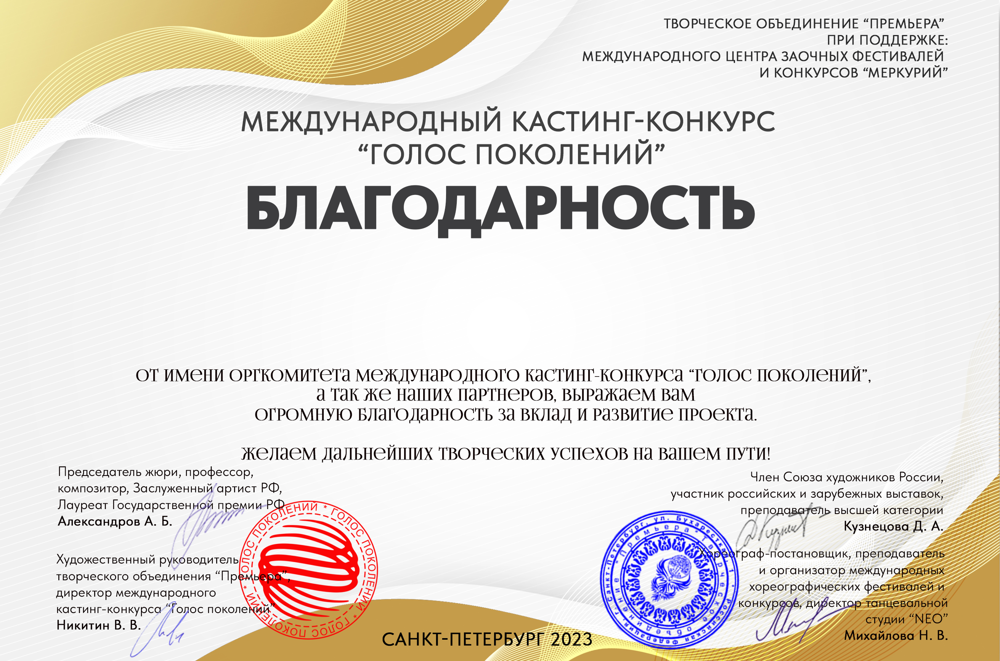 ТВОРЧЕСКОЕ ОБЪЕДИНЕНИЕ “ПРЕМЬЕРА”
ПРИ ПОДДЕРЖКЕ:
МЕЖДУНАРОДНОГО ЦЕНТРА ЗАОЧНЫХ ФЕСТИВАЛЕЙ
И КОНКУРСОВ “МЕРКУРИЙ”
МЕЖДУНАРОДНЫЙ КАСТИНГ-КОНКУРС
“ГОЛОС ПОКОЛЕНИЙ”
БЛАГОДАРНОСТЬ
ОТ ИМЕНИ ОРГКОМИТЕТА МЕЖДУНАРОДНОГО КАСТИНГ-КОНКУРСА “ГОЛОС ПОКОЛЕНИЙ”,
А ТАК ЖЕ НАШИХ ПАРТНЕРОВ, ВЫРАЖАЕМ ВАМ
ОГРОМНУЮ БЛАГОДАРНОСТЬ ЗА ВКЛАД И РАЗВИТИЕ ПРОЕКТА.
ЖЕЛАЕМ ДАЛЬНЕЙШИХ ТВОРЧЕСКИХ УСПЕХОВ НА ВАШЕМ ПУТИ!
Председатель жюри, профессор,
композитор, Заслуженный артист РФ,
Лауреат Государственной премии РФ
Александров А. Б.
Художественный руководитель
творческого объединения “Премьера”,
директор международного
кастинг-конкурса “Голос поколений”
Никитин В. В.
* ГОЛОС ПОКОЛЕНИЙ * ГОЛОС ПОКОЛЕНИЙ * ГОЛОС ПОКОЛЕНИЙ
Член Союза художников России,
участник российских и зарубежных выставок,
преподаватель высшей категории
Кузнецова Д. А.
Хореограф-постановщик, преподаватель
и организатор международных
хореографических фестивалей и
конкурсов, директор танцевальной
студии “NEO”
Михайлова Н. В.
Российская Федерация, г. Санкт-Петербург, ул. Бухарестская, 1 *
Творческое объединение "Премьера"
САНКТ-ПЕТЕРБУРГ 2023